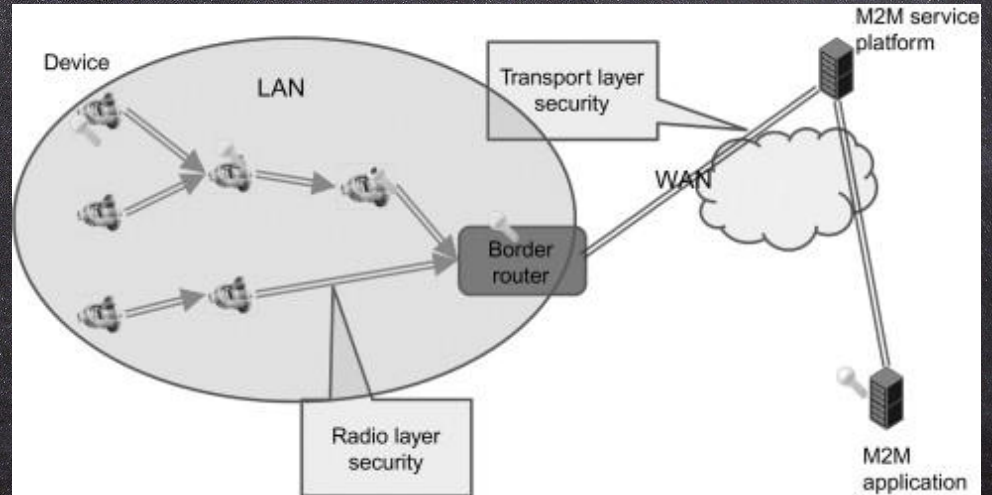 M2M service
platform
Device
LAN
Transport layer
security
WAN
Border
router
Radio layer
security
M2M
application